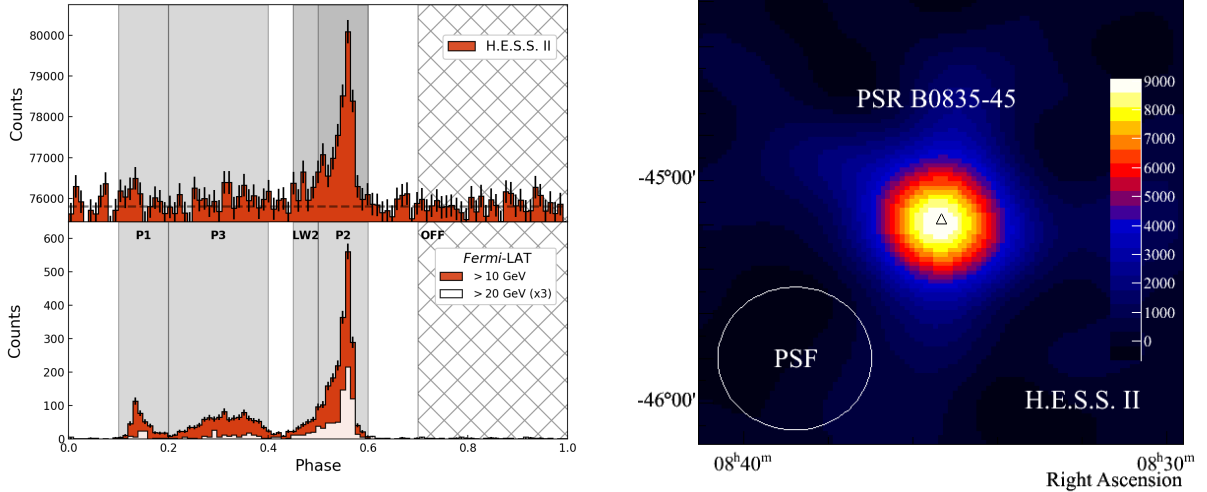 80000
79000
78000
77000
76000
Counts
H.E.S.S. II
P1
P3
LW2
P2
OFF
600
500
400
300
200
100
0
Counts
Fermi-LAT
> 10 GeV
> 20 GeV (x3)
0.0
0.2
0.4
0.6
0.8
1.0
Phase
PSR B0835-45
9000
8000
7000
6000
5000
4000
3000
2000
1000
0
-45°00'
-46°00'
PSF
H.E.S.S. II
08h40m
08h30m
Right Ascension